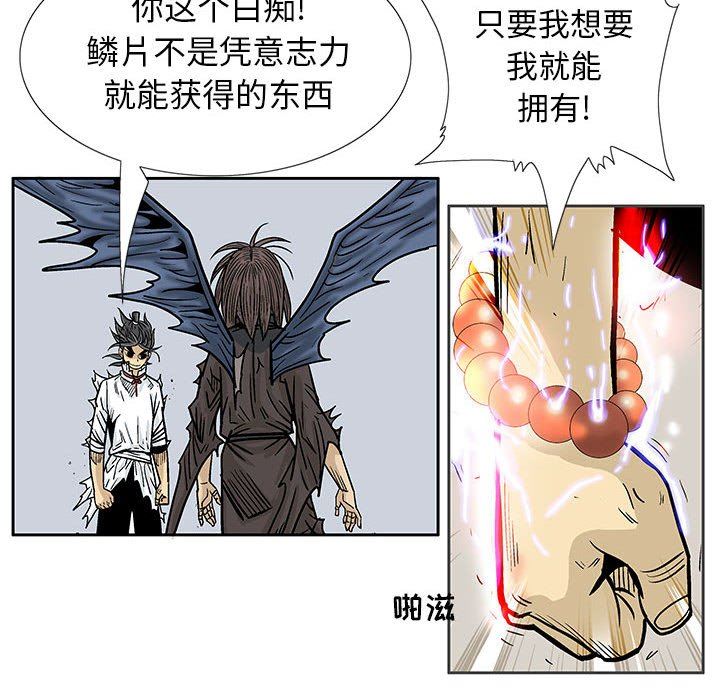 你这个白痴!
鳞片不是凭意志力
就能获得的东西
只要我想要
我就能
拥有!
啪滋